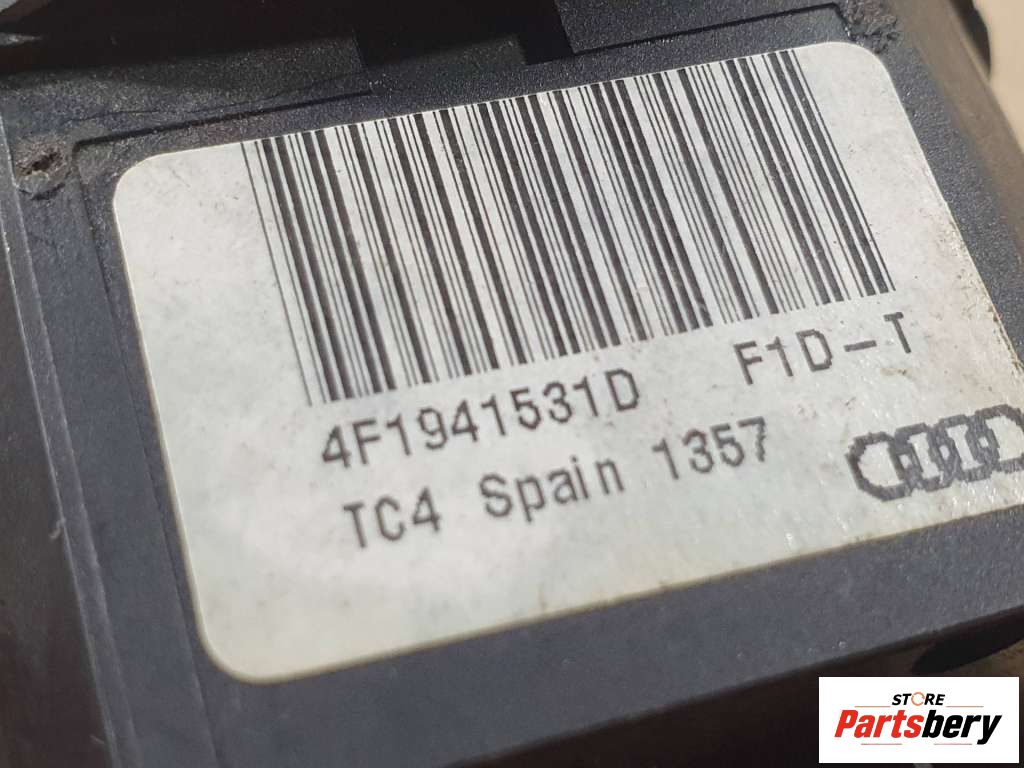 4F1941531D F1D-T
TC4 Spain 1357
STORE
Partsbery